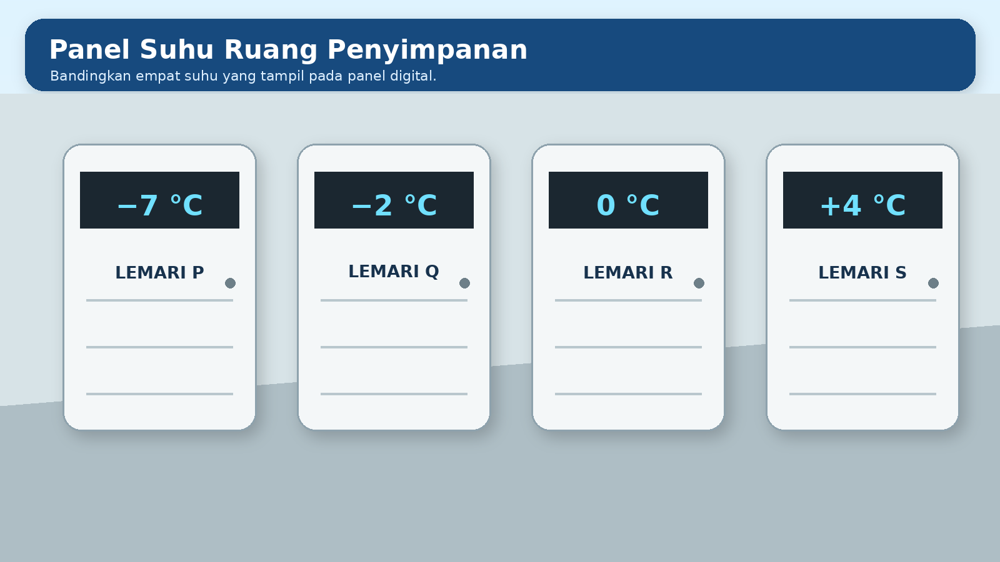 Panel Suhu Ruang Penyimpanan
Bandingkan empat suhu yang tampil pada panel digital.
−7 °C
−2 °C
0 °C
+4 °C
LEMARI P
LEMARI Q
LEMARI R
LEMARI S